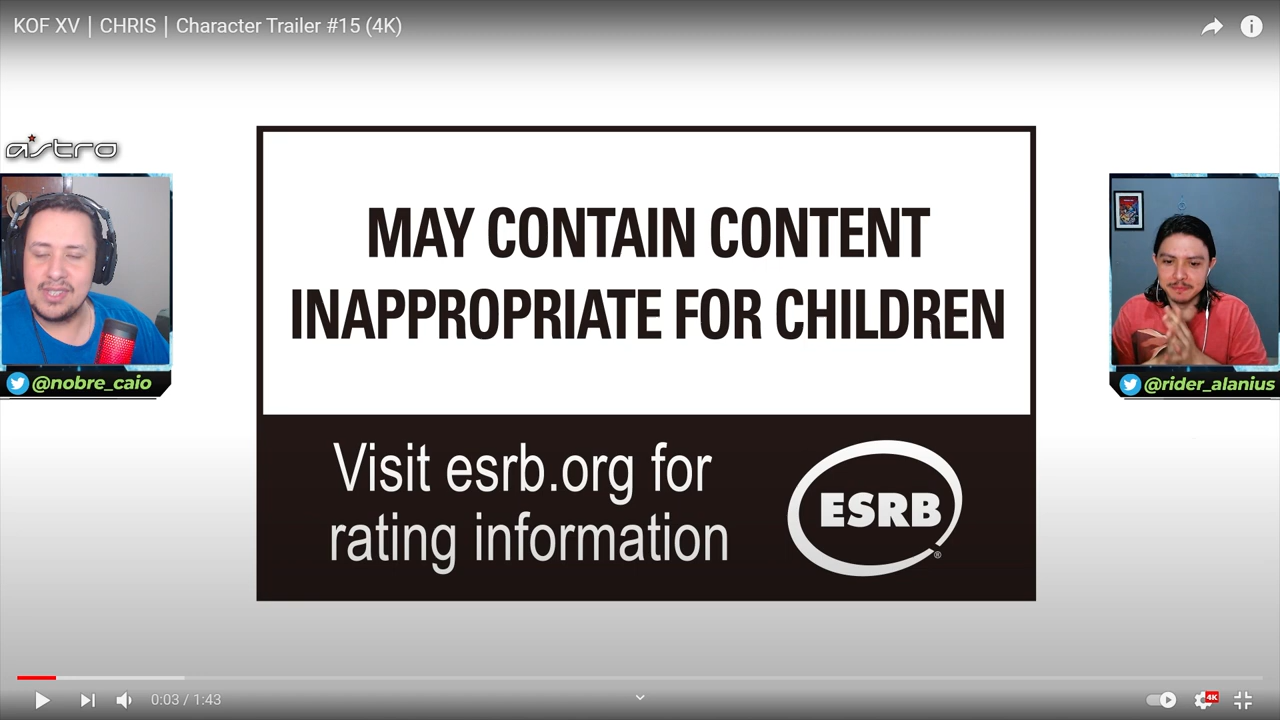 KOF XV | CHRIS | Character Trailer #15 (4K)
astro
MAY CONTAIN CONTENT
INAPPROPRIATE FOR CHILDREN
@nobre_caio
@rider_alanius
Visit esrb.org for
rating information
ESRB
®
0:03 / 1:43
4K